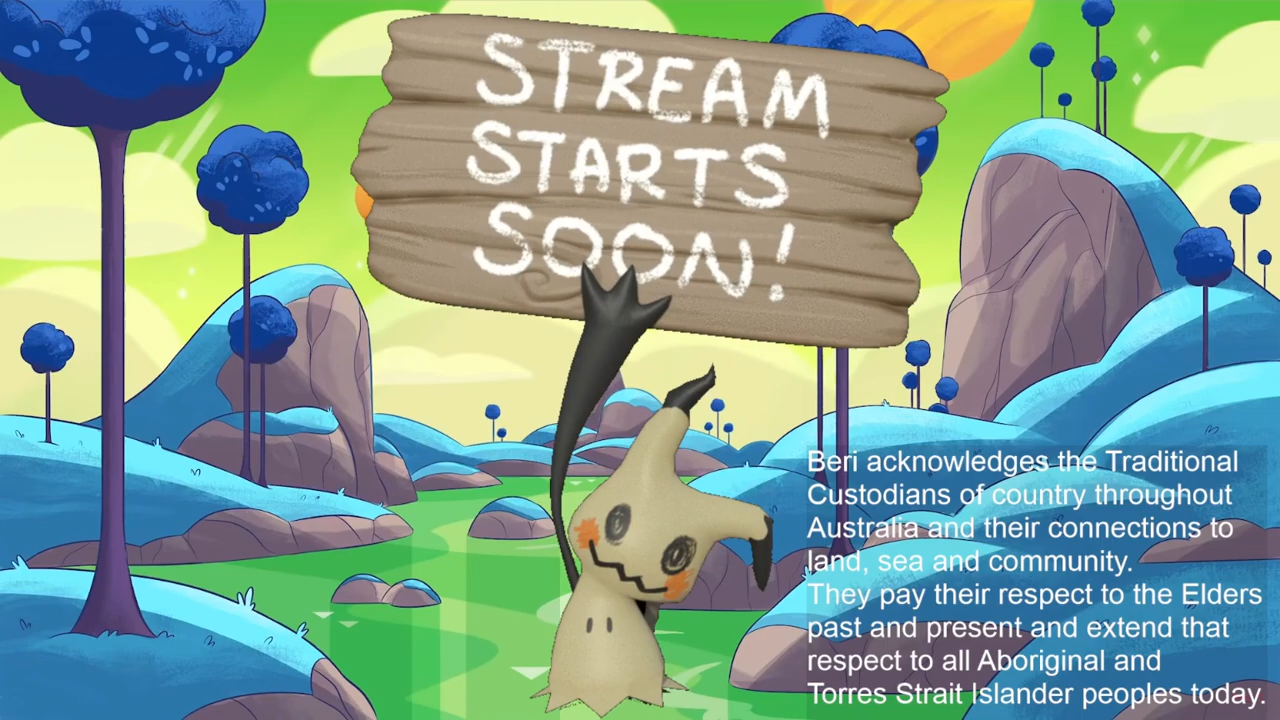 STREAM
STARTS
SOON!
Beri acknowledges the Traditional
Custodians of country throughout
Australia and their connections to
land, sea and community.
They pay their respect to the Elders
past and present and extend that
respect to all Aboriginal and
Torres Strait Islander peoples today.